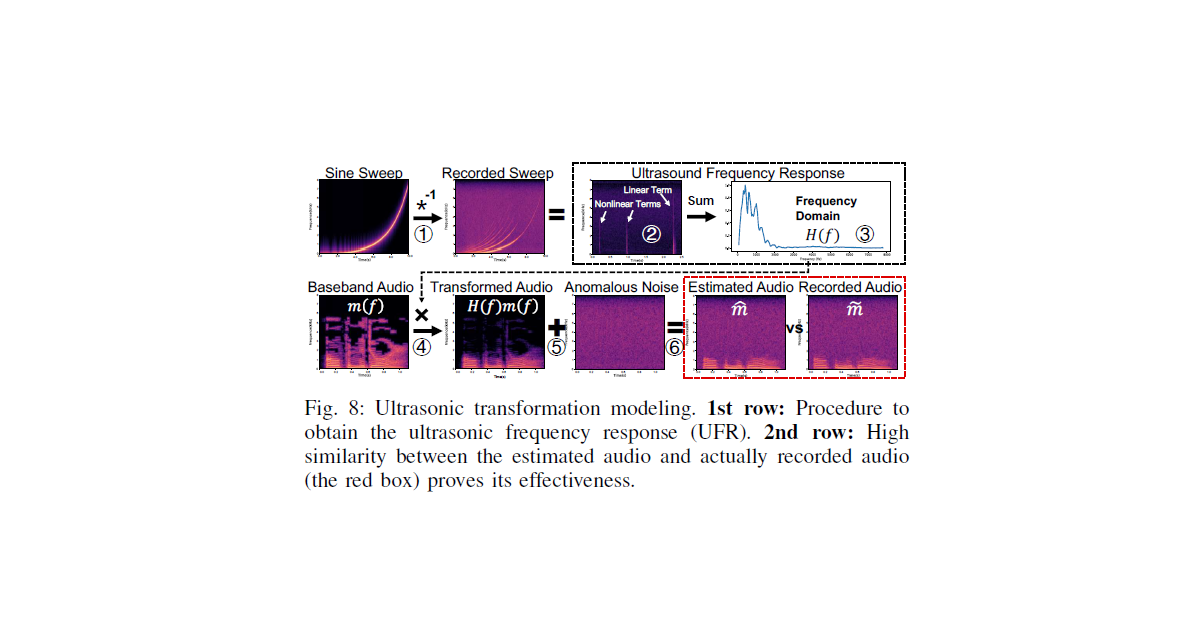 Sine Sweep
Recorded Sweep
Ultrasound Frequency Response
*-1
①
=
Linear Term
Nonlinear Terms
②
Sum
Frequency
Domain
H(f) ③
Baseband Audio
Transformed Audio
Anomalous Noise
Estimated Audio
Recorded Audio
m(f)
×
④
H(f)m(f)
+
⑤
=
⑥
m̂
vs
m̃
Fig. 8: Ultrasonic transformation modeling. 1st row: Procedure to
obtain the ultrasonic frequency response (UFR). 2nd row: High
similarity between the estimated audio and actually recorded audio
(the red box) proves its effectiveness.